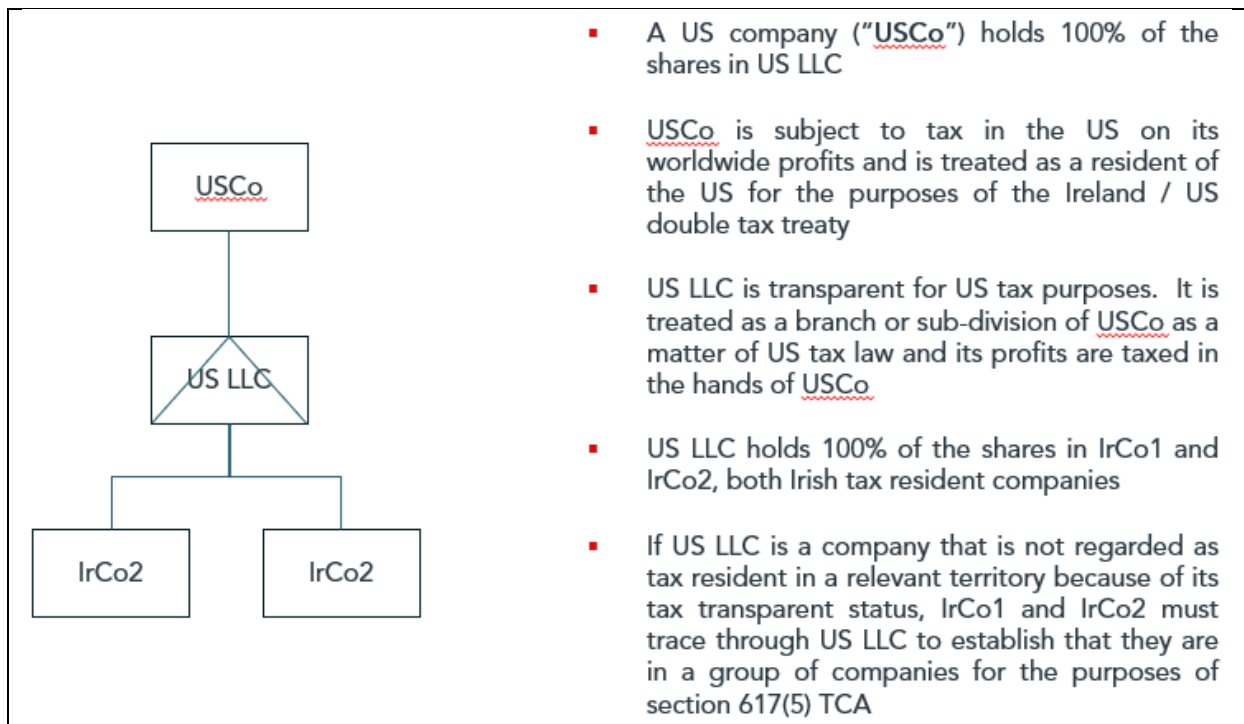 USCo
US LLC
IrCo2
IrCo2
A US company (“USCo”) holds 100% of the
shares in US LLC
USCo is subject to tax in the US on its
worldwide profits and is treated as a resident of
the US for the purposes of the Ireland / US
double tax treaty
US LLC is transparent for US tax purposes. It is
treated as a branch or sub-division of USCo as a
matter of US tax law and its profits are taxed in
the hands of USCo
US LLC holds 100% of the shares in IrCo1 and
IrCo2, both Irish tax resident companies
If US LLC is a company that is not regarded as
tax resident in a relevant territory because of its
tax transparent status, IrCo1 and IrCo2 must
trace through US LLC to establish that they are
in a group of companies for the purposes of
section 617(5) TCA